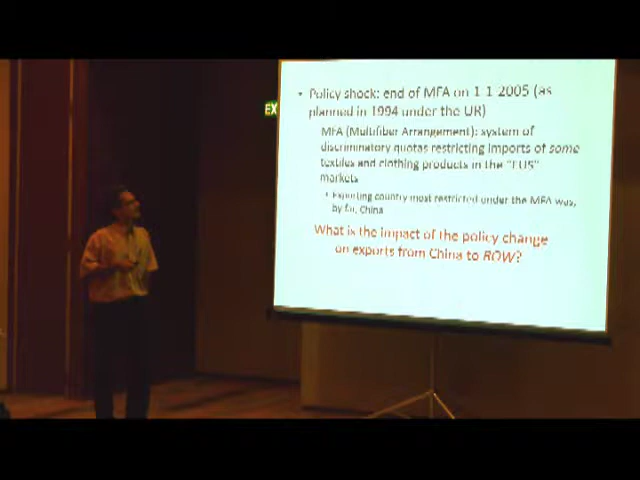 EX
• Policy shock: end of MFA on 1 1 2005 (as
planned in 1994 under the UR)
MFA (Multifiber Arrangement): system of
discriminatory quotas restricting imports of some
textiles and clothing products in the "EUS"
markets
• Exporting country most restricted under the MFA was,
by far, China
What is the impact of the policy change
on exports from China to ROW?